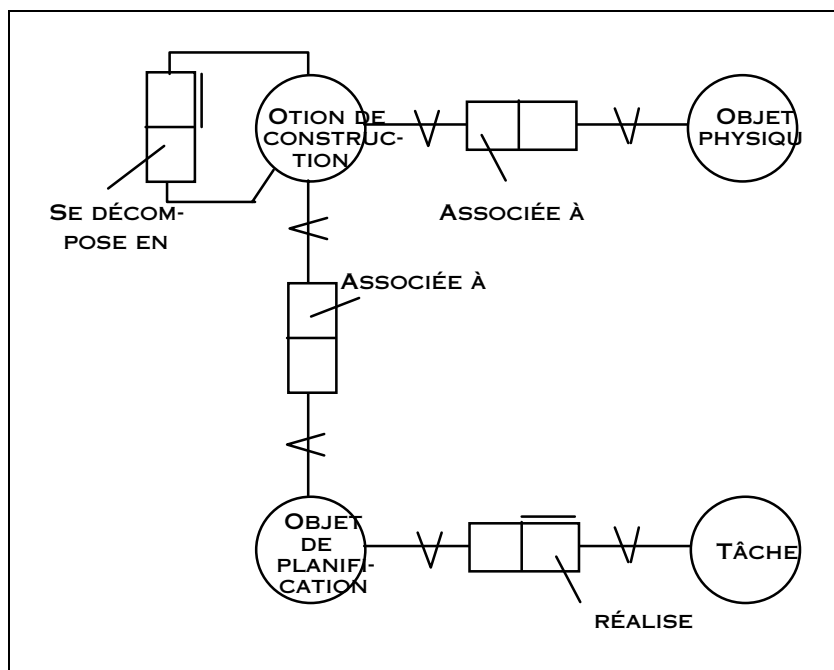 OTION DE
CONSTRUC-
TION
OBJET
PHYSIQU
SE DÉCOM-
POSE EN
ASSOCIÉE À
ASSOCIÉE À
OBJET
DE
PLANIFI-
CATION
TÂCHE
RÉALISE